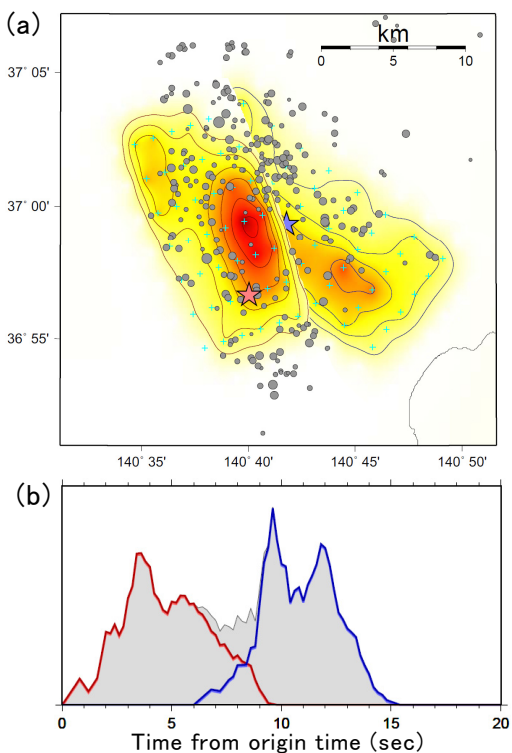 (a)
km
0 5 10
37° 05'
37° 00'
36° 55'
140° 35' 140° 40' 140° 45' 140° 50'
(b)
0 5 10 15 20
Time from origin time (sec)